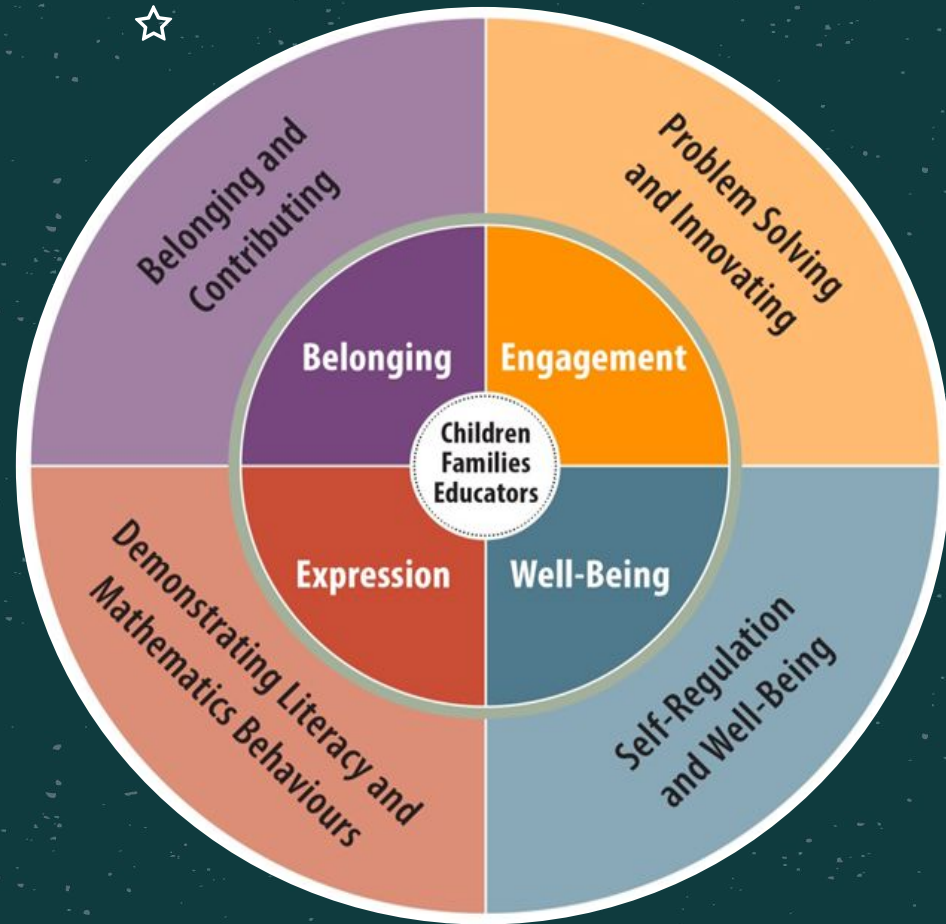 Belonging and
Contributing
Problem Solving
and Innovating
Belonging
Engagement
Children
Families
Educators
Expression
Well-Being
Demonstrating Literacy and
Mathematics Behaviours
Self-Regulation
and Well-Being